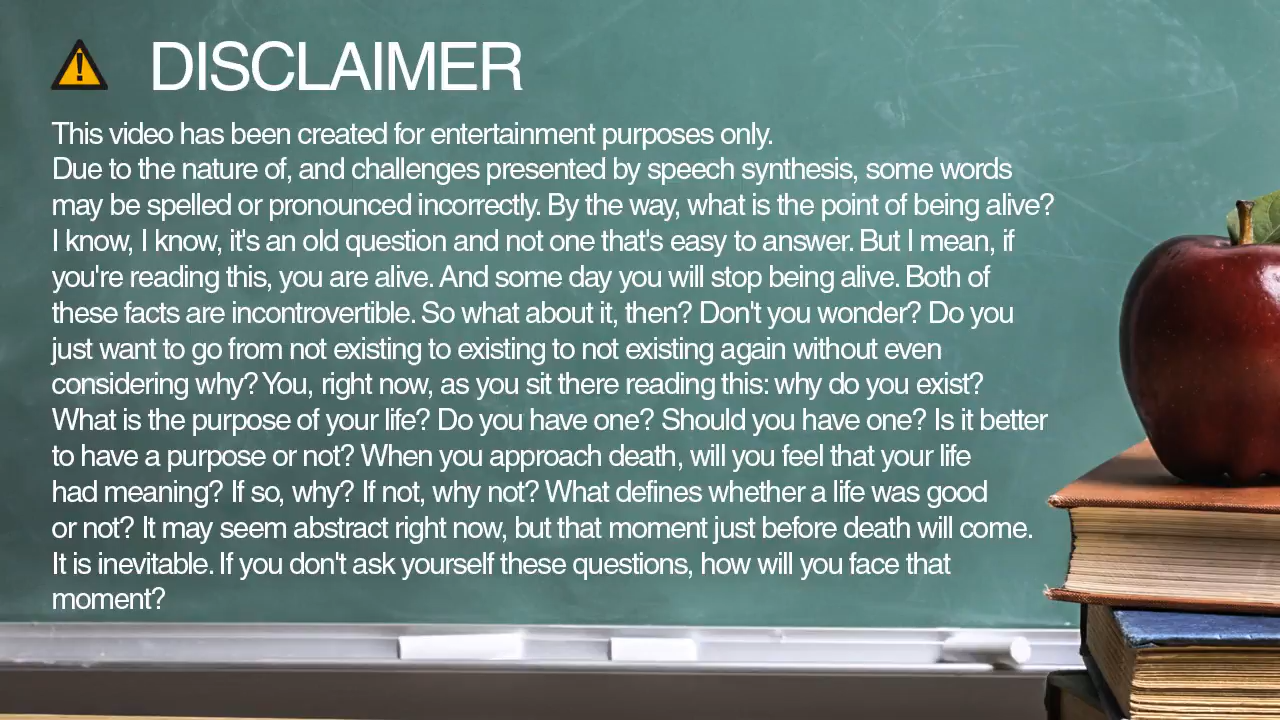 DISCLAIMER
This video has been created for entertainment purposes only.
Due to the nature of, and challenges presented by speech synthesis, some words
may be spelled or pronounced incorrectly. By the way, what is the point of being alive?
I know, I know, it's an old question and not one that's easy to answer. But I mean, if
you're reading this, you are alive. And some day you will stop being alive. Both of
these facts are incontrovertible. So what about it, then? Don't you wonder? Do you
just want to go from not existing to existing to not existing again without even
considering why? You, right now, as you sit there reading this: why do you exist?
What is the purpose of your life? Do you have one? Should you have one? Is it better
to have a purpose or not? When you approach death, will you feel that your life
had meaning? If so, why? If not, why not? What defines whether a life was good
or not? It may seem abstract right now, but that moment just before death will come.
It is inevitable. If you don't ask yourself these questions, how will you face that
moment?